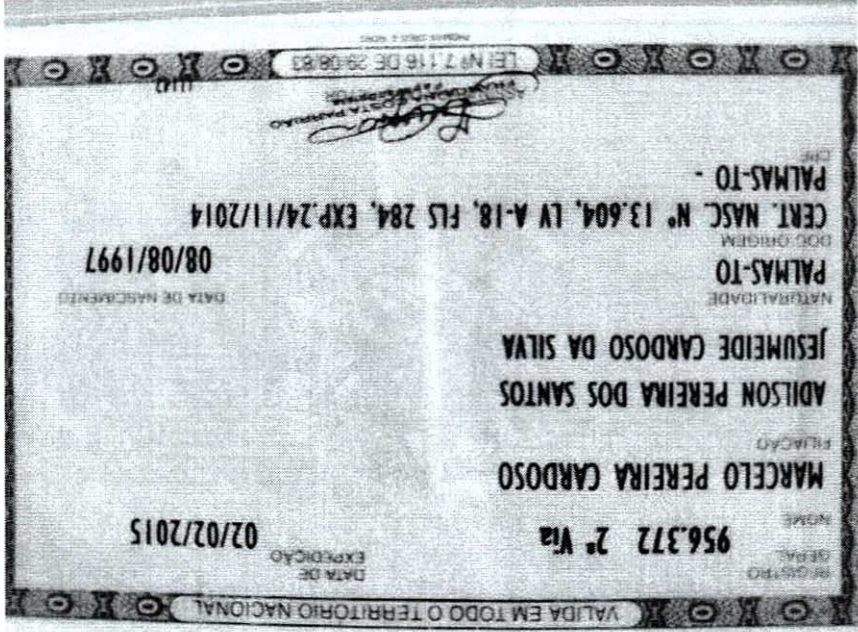 VALIDA EM TODO O TERRITORIO NACIONAL
REGISTRO GERAL 956.372 2ª Via
DATA DE EXPEDIÇÃO 02/02/2015
NOME
MARCELO PEREIRA CARDOSO
FILIAÇÃO
ADILSON PEREIRA DOS SANTOS
JESUMEIDE CARDOSO DA SILVA
NATURALIDADE DATA DE NASCIMENTO
PALMAS-TO 08/08/1997
DOC ORIGEM
CERT. NASC. Nº 13.604, LV A-18, FLS 284, EXP.24/11/2014
PALMAS-TO -
CPF
LEI Nº 7.116 DE 29/08/83